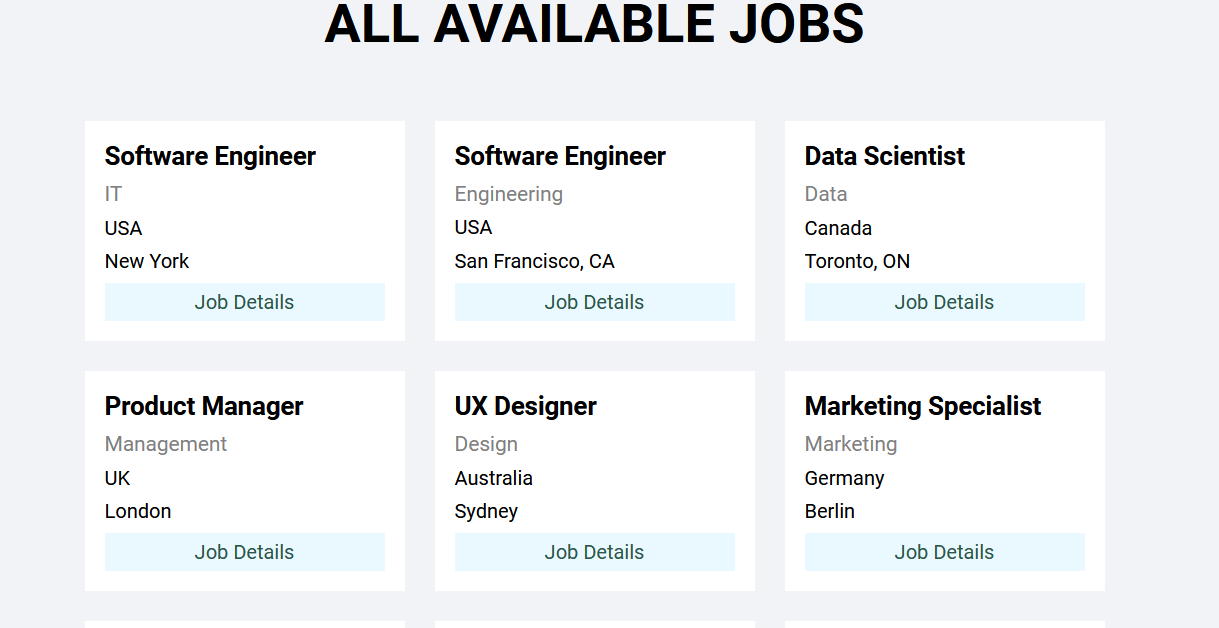 ALL AVAILABLE JOBS
Software Engineer
IT
USA
New York
Job Details
Software Engineer
Engineering
USA
San Francisco, CA
Job Details
Data Scientist
Data
Canada
Toronto, ON
Job Details
Product Manager
Management
UK
London
Job Details
UX Designer
Design
Australia
Sydney
Job Details
Marketing Specialist
Marketing
Germany
Berlin
Job Details